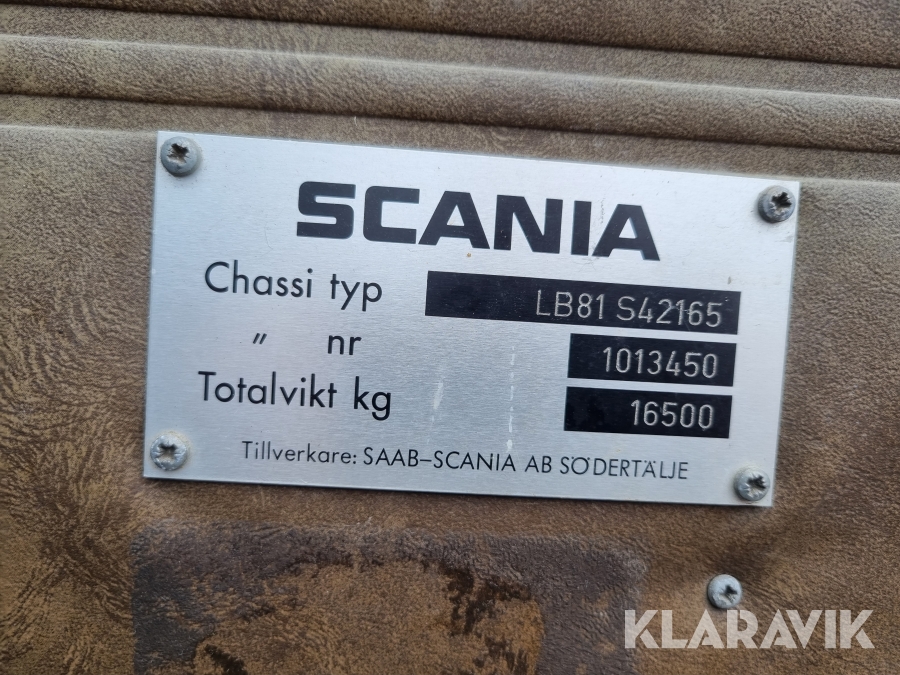 SCANIA
Chassi typ LB81 S42165
" nr 1013450
Totalvikt kg 16500
Tillverkare: SAAB-SCANIA AB SÖDERTÄLJE
KLARAVIK